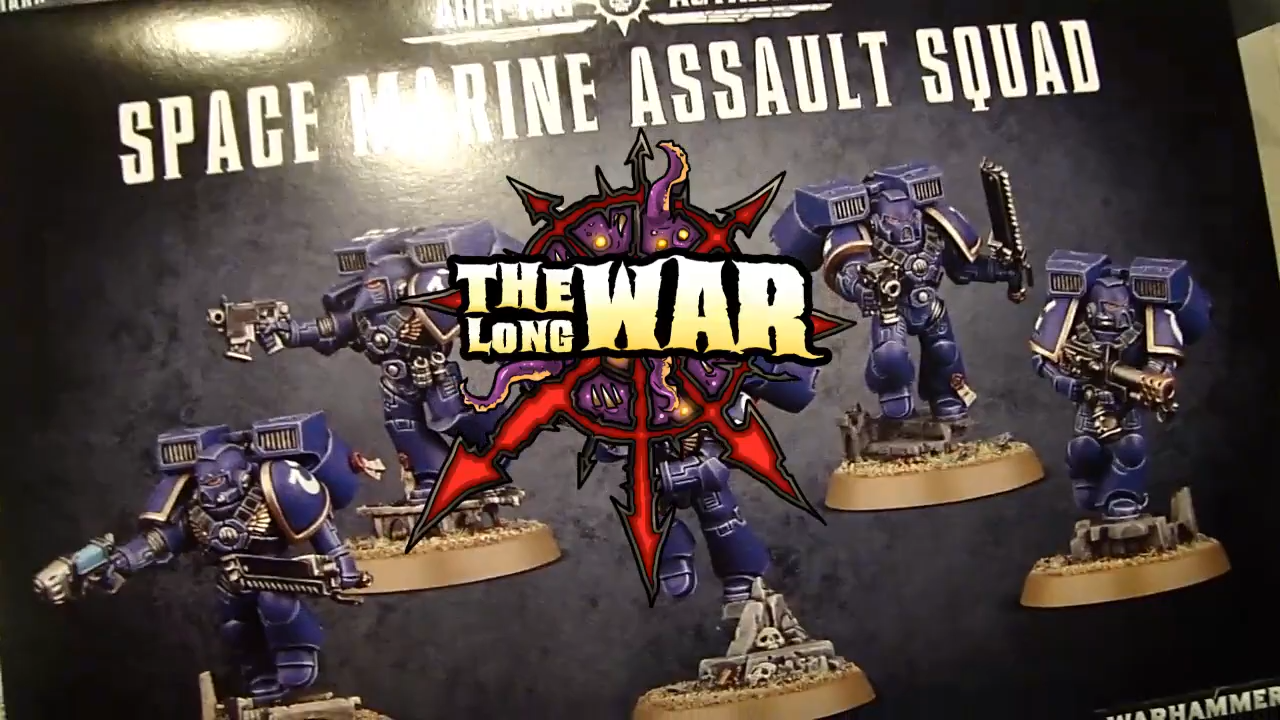 SPACE MARINE ASSAULT SQUAD
THE
LONG
WAR
2
WARHAMMER